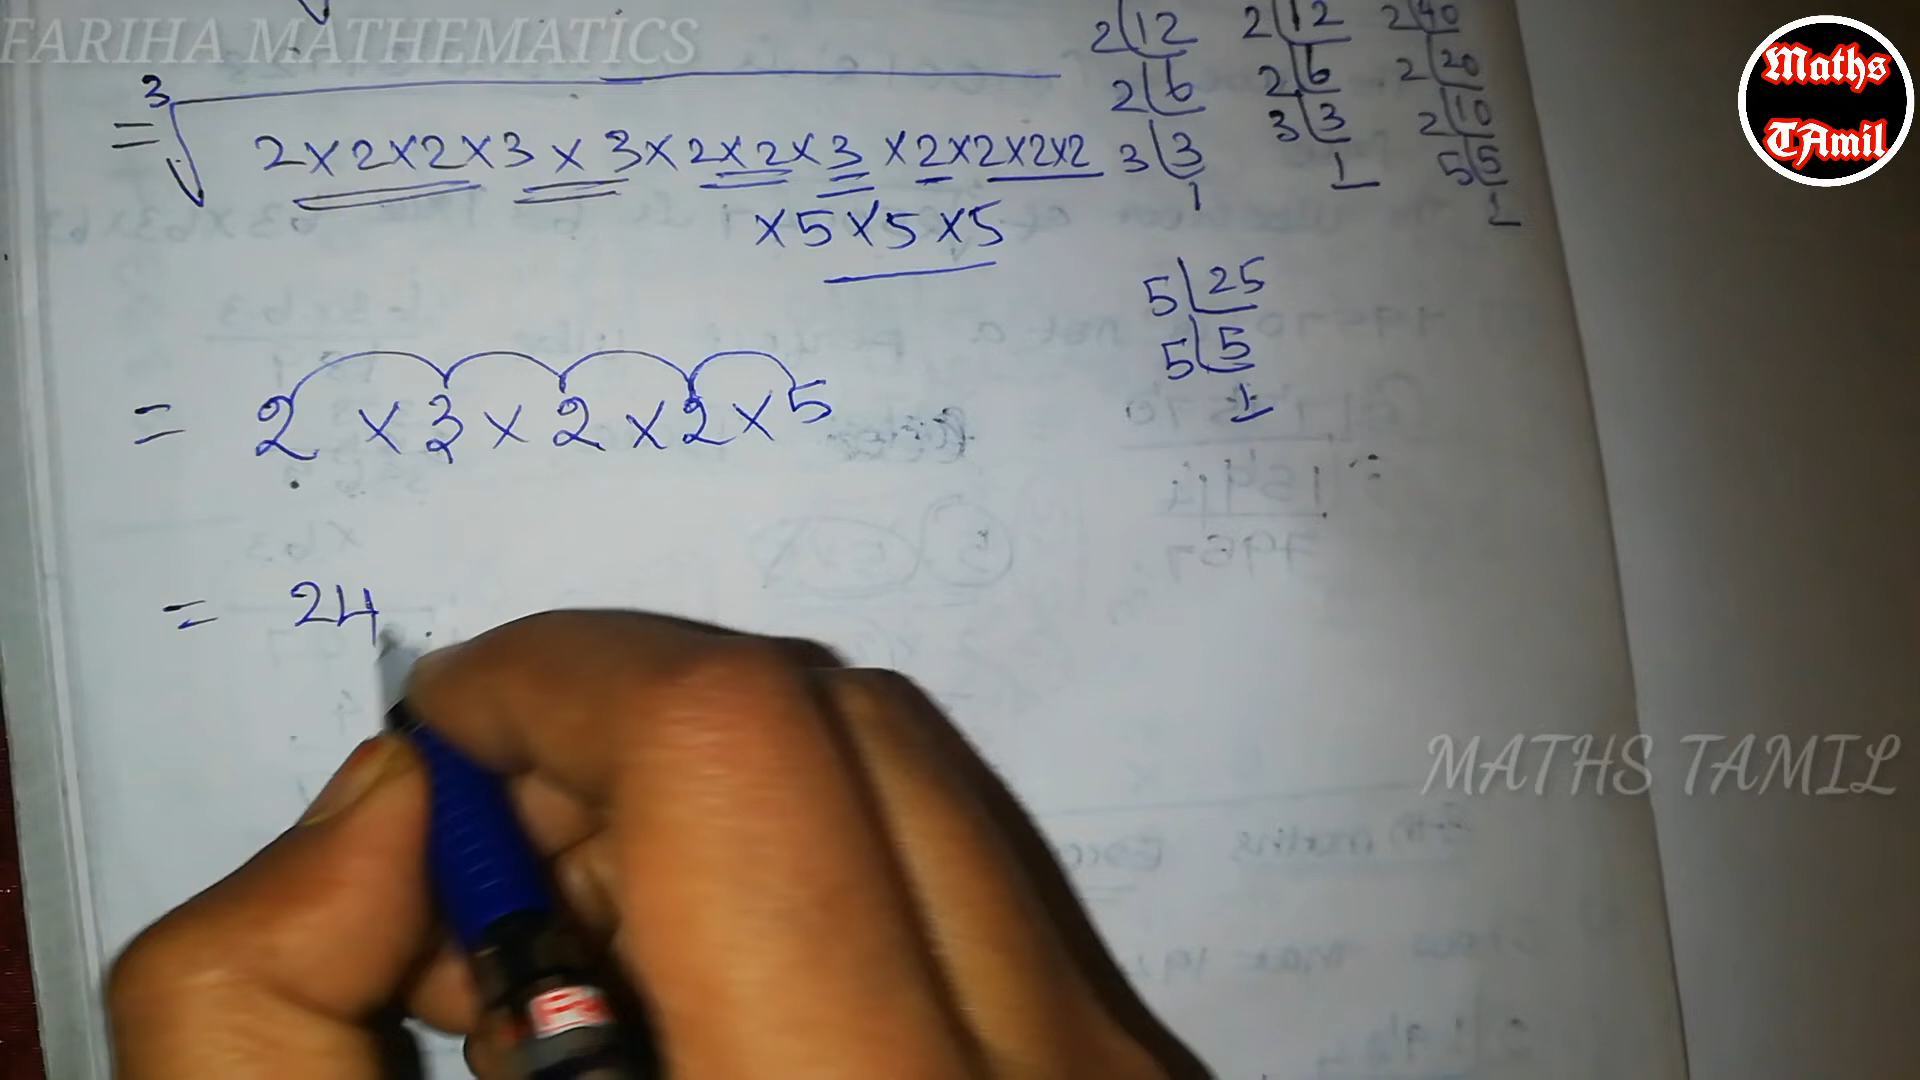 FARIHA MATHEMATICS
Maths
TAmil
= ³√2×2×2×3×3×2×2×3×2×2×2×2
×5×5×5
2 | 12
2 | 6
3 | 3
1
2 | 12
2 | 6
3 | 3
1
2 | 40
2 | 20
2 | 10
5 | 5
1
5 | 25
5 | 5
1
= 2 × 3 × 2 × 2 × 5
= 24
MATHS TAMIL